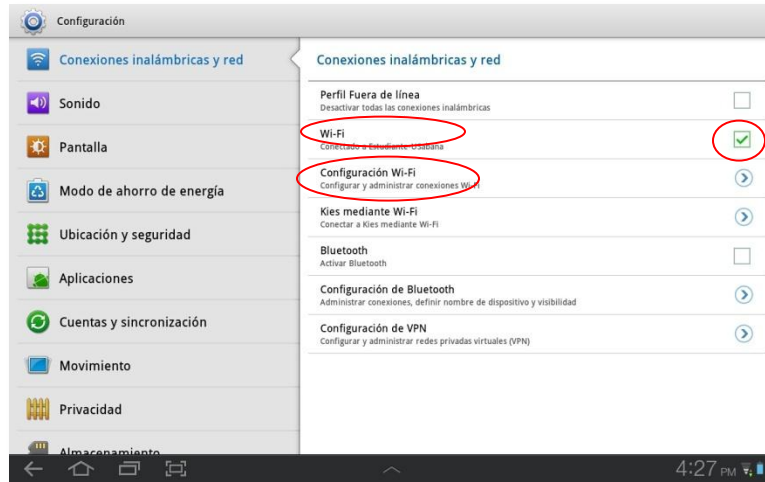 Configuración
Conexiones inalámbricas y red
Sonido
Pantalla
Modo de ahorro de energía
Ubicación y seguridad
Aplicaciones
Cuentas y sincronización
Movimiento
Privacidad
Almacenamiento
Conexiones inalámbricas y red
Perfil Fuera de línea
Desactivar todas las conexiones inalámbricas
Wi-Fi
Conectado a Estudiante-Usabana
Configuración Wi-Fi
Configurar y administrar conexiones Wi-Fi
Kies mediante Wi-Fi
Conectar a Kies mediante Wi-Fi
Bluetooth
Activar Bluetooth
Configuración de Bluetooth
Administrar conexiones, definir nombre de dispositivo y visibilidad
Configuración de VPN
Configurar y administrar redes privadas virtuales (VPN)
4:27 PM